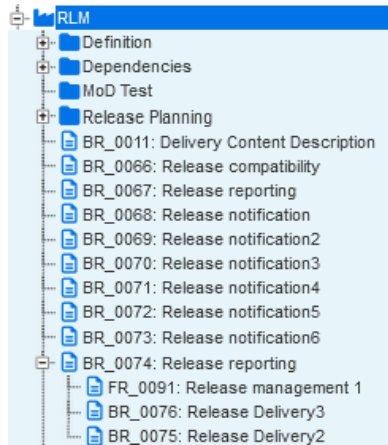 RLM
Definition
Dependencies
MoD Test
Release Planning
BR_0011: Delivery Content Description
BR_0066: Release compatibility
BR_0067: Release reporting
BR_0068: Release notification
BR_0069: Release notification2
BR_0070: Release notification3
BR_0071: Release notification4
BR_0072: Release notification5
BR_0073: Release notification6
BR_0074: Release reporting
FR_0091: Release management 1
BR_0076: Release Delivery3
BR_0075: Release Delivery2